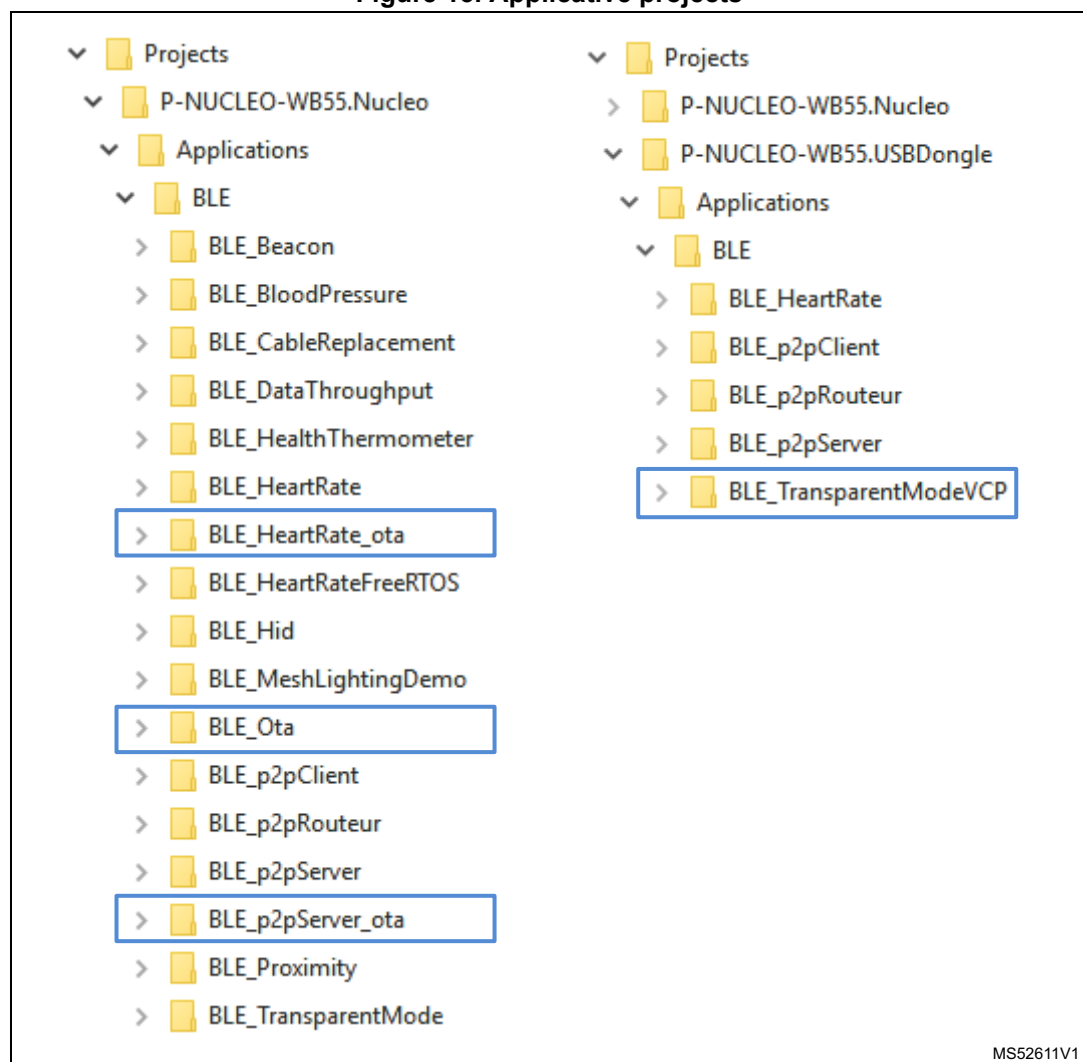 Figure 16. Applicative projects
Projects
P-NUCLEO-WB55.Nucleo
Applications
BLE
BLE_Beacon
BLE_BloodPressure
BLE_CableReplacement
BLE_DataThroughput
BLE_HealthThermometer
BLE_HeartRate
BLE_HeartRate_ota
BLE_HeartRateFreeRTOS
BLE_Hid
BLE_MeshLightingDemo
BLE_Ota
BLE_p2pClient
BLE_p2pRouteur
BLE_p2pServer
BLE_p2pServer_ota
BLE_Proximity
BLE_TransparentMode
Projects
P-NUCLEO-WB55.Nucleo
P-NUCLEO-WB55.USBDongle
Applications
BLE
BLE_HeartRate
BLE_p2pClient
BLE_p2pRouteur
BLE_p2pServer
BLE_TransparentModeVCP
MS52611V1